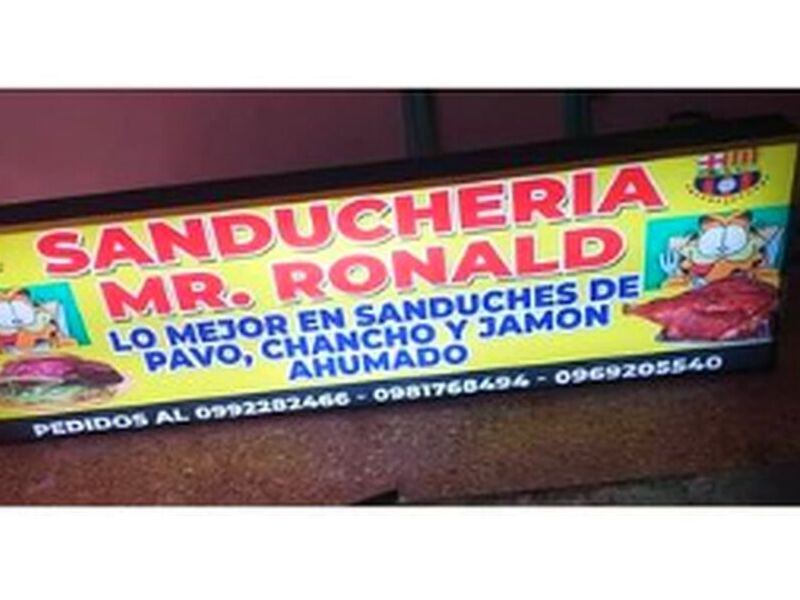 SANDUCHERIA
MR. RONALD
LO MEJOR EN SANDUCHES DE
PAVO, CHANCHO Y JAMON
AHUMADO
PEDIDOS AL 0992282466 - 0981768494 - 0969205540